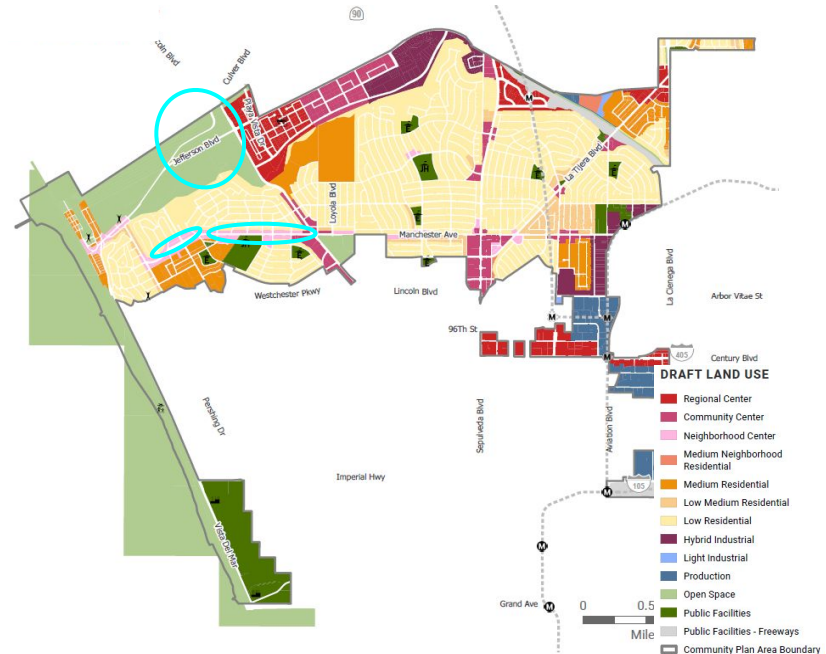 90
coln Blvd
Culver Blvd
Playa Vista Dr
Jefferson Blvd
La Tijera Blvd
M
E
JR
E
E
E
Loyola Blvd
E
M
Manchester Ave
JR
E
E
E
Westchester Pkwy
Lincoln Blvd
La Cienega Blvd
Arbor Vitae St
M
M
96Th St
M
405
Century Blvd
Pershing Dr
Sepulveda Blvd
Aviation Blvd
Imperial Hwy
105
M
Vista Del Mar
M
Grand Ave
M
0
0.5
Mile
DRAFT LAND USE
Regional Center
Community Center
Neighborhood Center
Medium Neighborhood
Residential
Medium Residential
Low Medium Residential
Low Residential
Hybrid Industrial
Light Industrial
Production
Open Space
Public Facilities
Public Facilities - Freeways
Community Plan Area Boundary